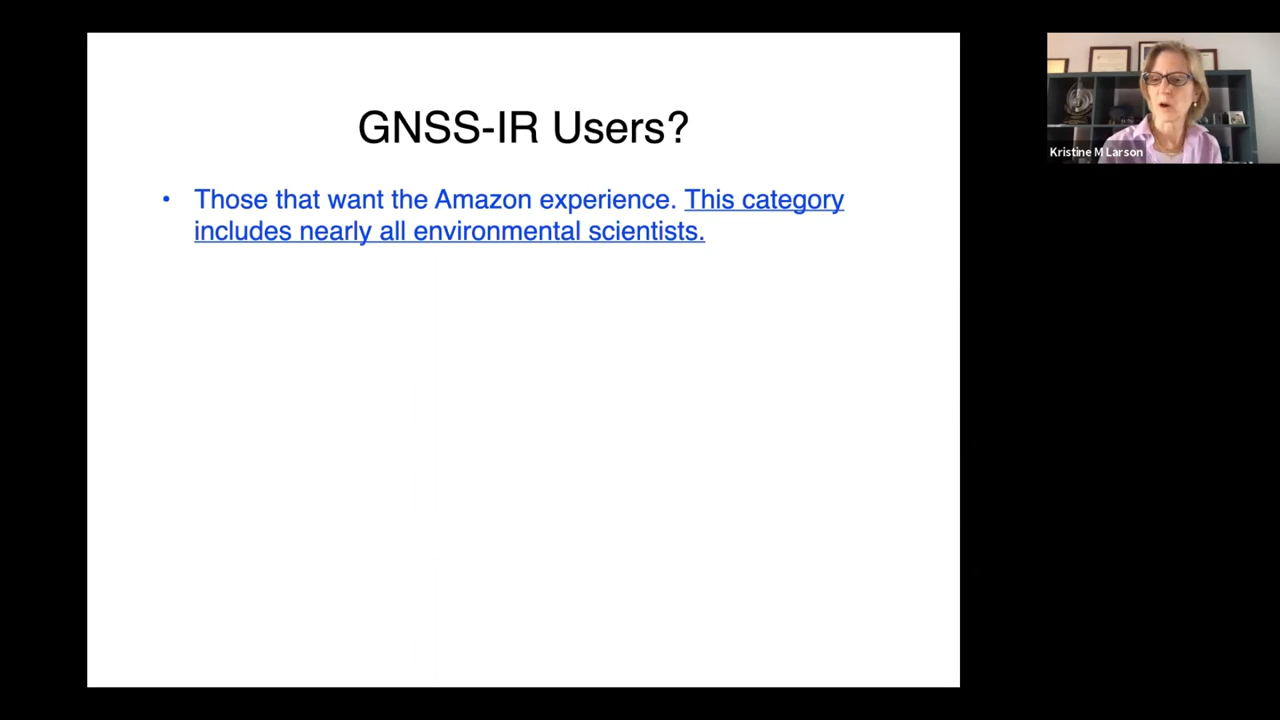 GNSS-IR Users?
• Those that want the Amazon experience. This category
includes nearly all environmental scientists.
Kristine M Larson